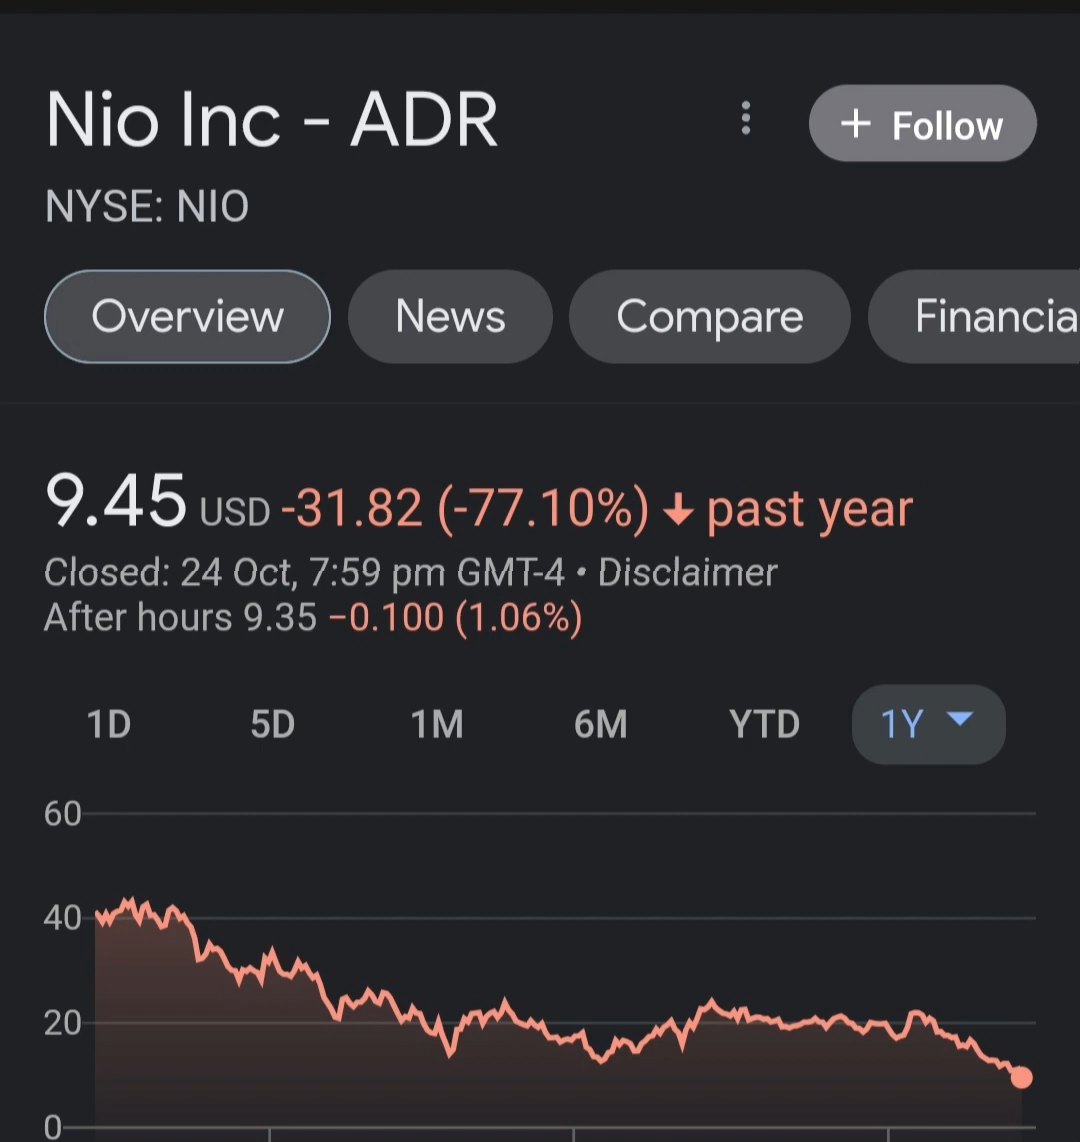 Nio Inc - ADR
+ Follow
NYSE: NIO
Overview
News
Compare
Financia
9.45 USD -31.82 (-77.10%) ↓ past year
Closed: 24 Oct, 7:59 pm GMT-4 • Disclaimer
After hours 9.35 −0.100 (1.06%)
1D
5D
1M
6M
YTD
1Y
60
40
20
0